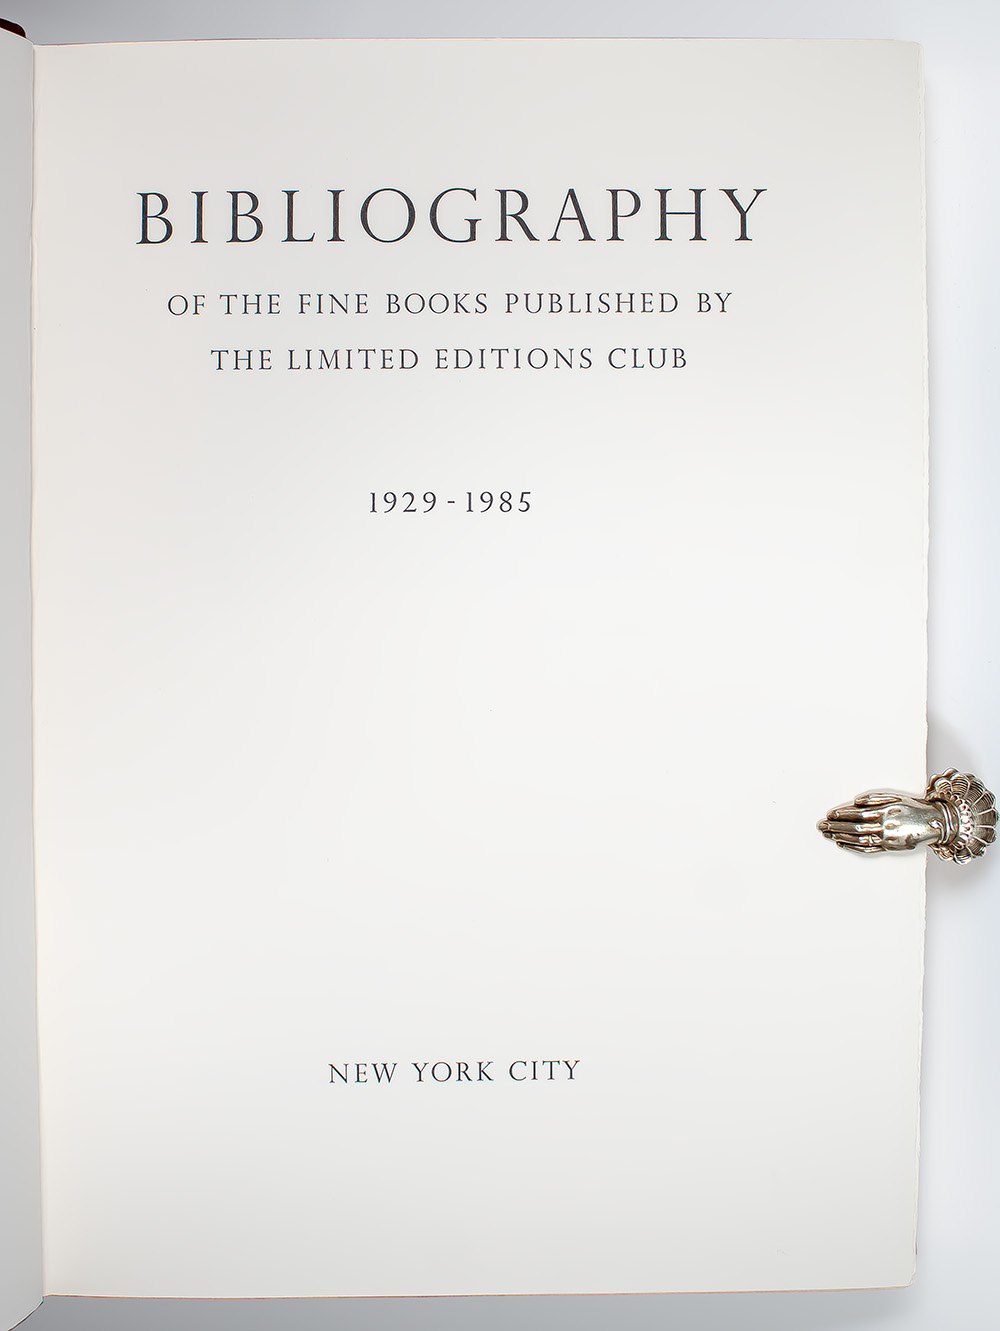 BIBLIOGRAPHY
OF THE FINE BOOKS PUBLISHED BY
THE LIMITED EDITIONS CLUB
1929-1985
NEW YORK CITY